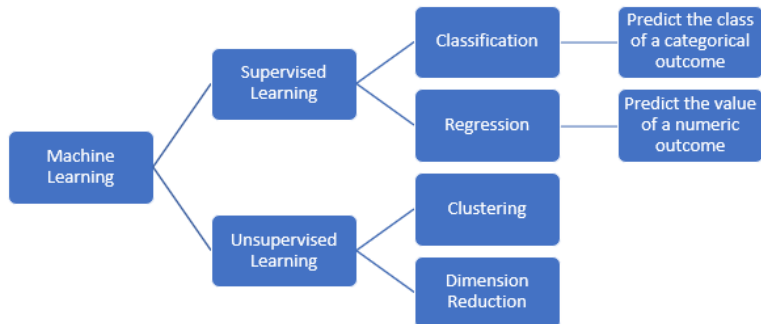 Machine
Learning
Supervised
Learning
Classification
Predict the class
of a categorical
outcome
Regression
Predict the value
of a numeric
outcome
Unsupervised
Learning
Clustering
Dimension
Reduction